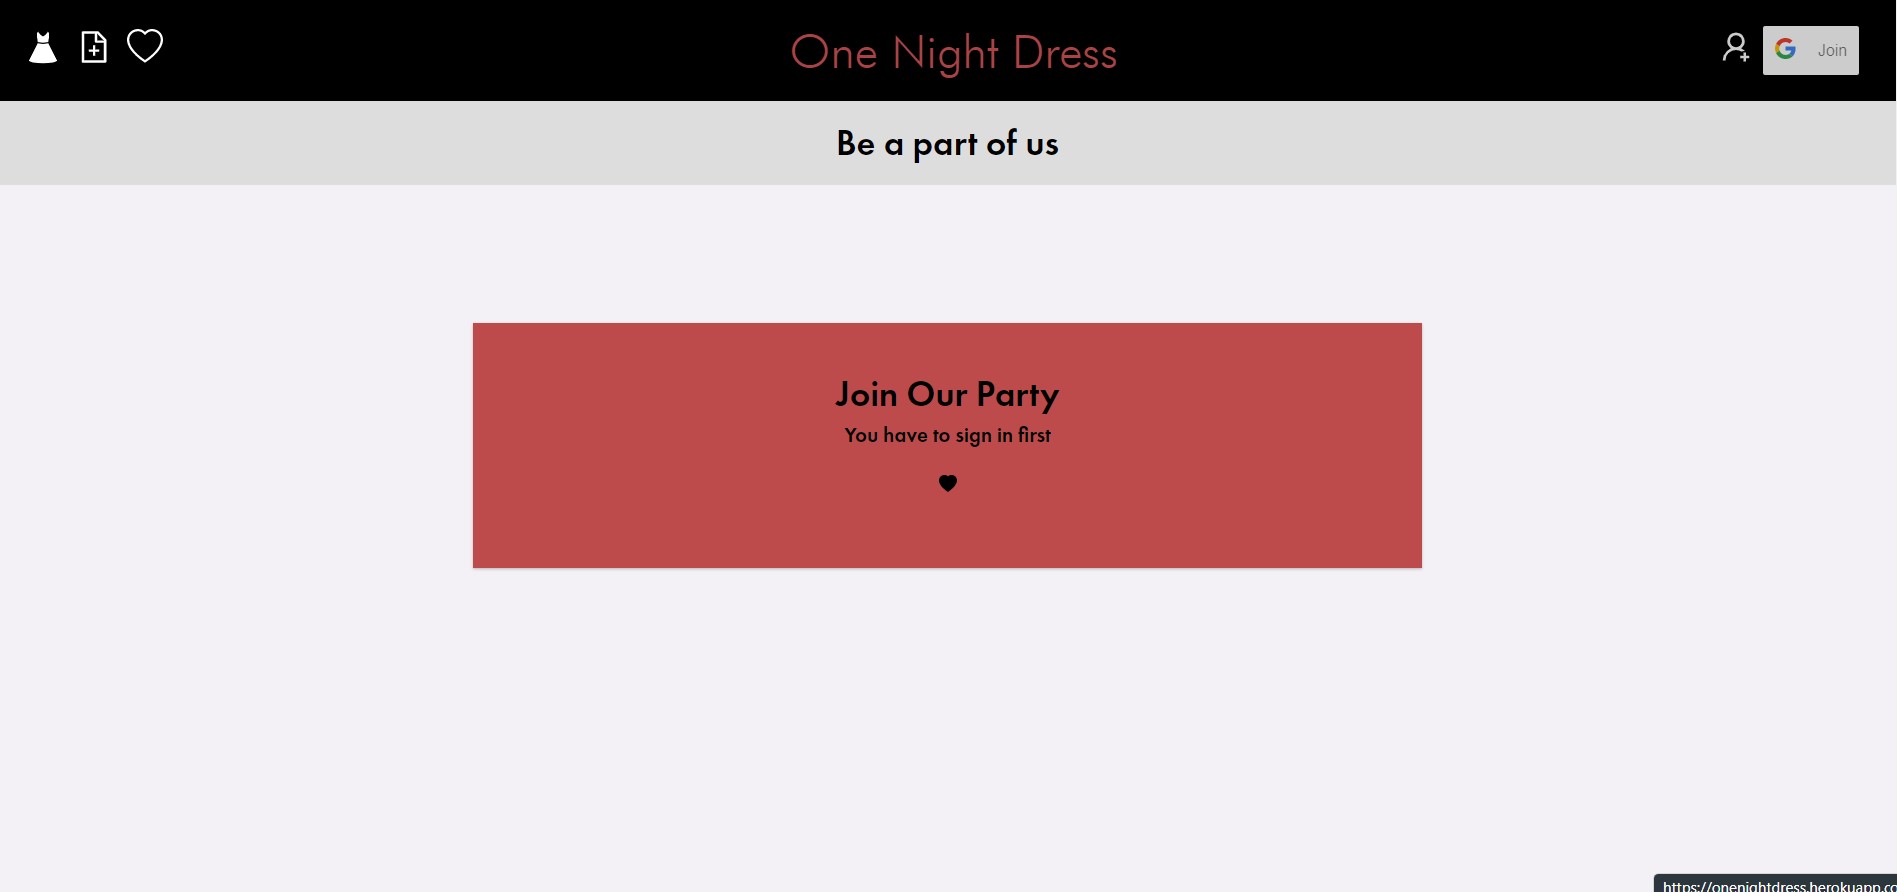 One Night Dress
Join
Be a part of us
Join Our Party
You have to sign in first
https://onenightdress.herokuapp.co